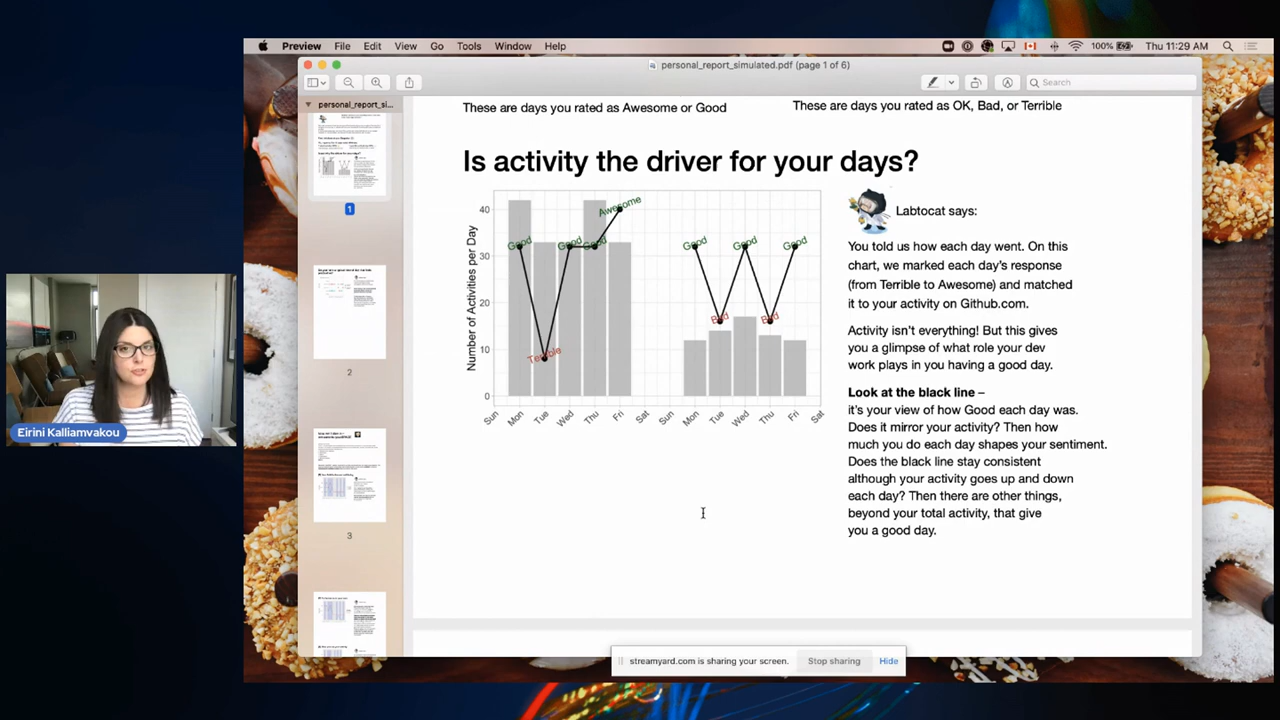 Preview File Edit View Go Tools Window Help
100% Thu 11:29 AM
personal_report_simulated.pdf (page 1 of 6)
Search
personal_report_si...
1
2
3
These are days you rated as Awesome or Good
These are days you rated as OK, Bad, or Terrible
Is activity the driver for your days?
Number of Activities per Day
40
30
20
10
0
Good
Terrible
Good
Good
Awesome
Good
Bad
Good
Bad
Good
Sun Mon Tue Wed Thu Fri Sat Sun Mon Tue Wed Thu Fri Sat
Labtocat says:
You told us how each day went. On this
chart, we marked each day's response
(from Terrible to Awesome) and matched
it to your activity on Github.com.
Activity isn't everything! But this gives
you a glimpse of what role your dev
work plays in you having a good day.
Look at the black line –
it's your view of how Good each day was.
Does it mirror your activity? Then how
much you do each day shapes your sentiment.
Does the black line stay consistent
although your activity goes up and down
each day? Then there are other things,
beyond your total activity, that give
you a good day.
Eirini Kalliamvakou
streamyard.com is sharing your screen. Stop sharing Hide